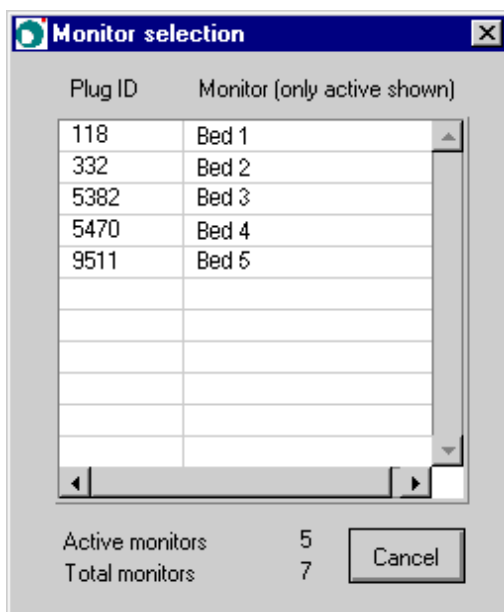 Monitor selection
Plug ID Monitor (only active shown)
118 Bed 1
332 Bed 2
5382 Bed 3
5470 Bed 4
9511 Bed 5
Active monitors 5
Total monitors 7
Cancel